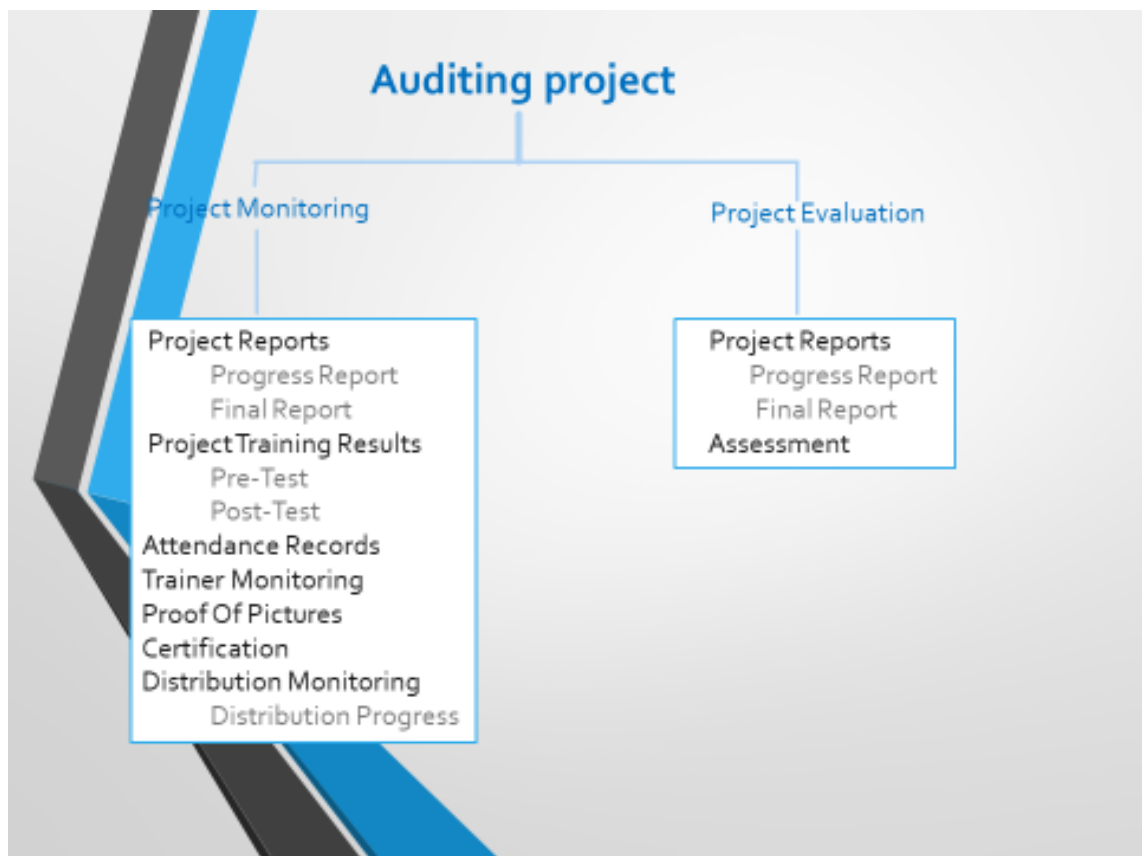 Auditing project
Project Monitoring
Project Evaluation
Project Reports
Progress Report
Final Report
Project Training Results
Pre-Test
Post-Test
Attendance Records
Trainer Monitoring
Proof Of Pictures
Certification
Distribution Monitoring
Distribution Progress
Project Reports
Progress Report
Final Report
Assessment